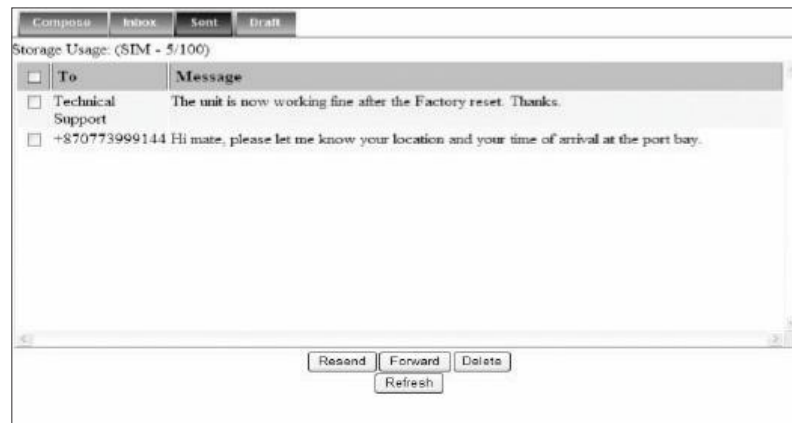 Compose Inbox Sent Draft
Storage Usage: (SIM - 5/100)
To Message
Technical Support The unit is now working fine after the Factory reset. Thanks.
+870773999144 Hi mate, please let me know your location and your time of arrival at the port bay.
Resend Forward Delete
Refresh